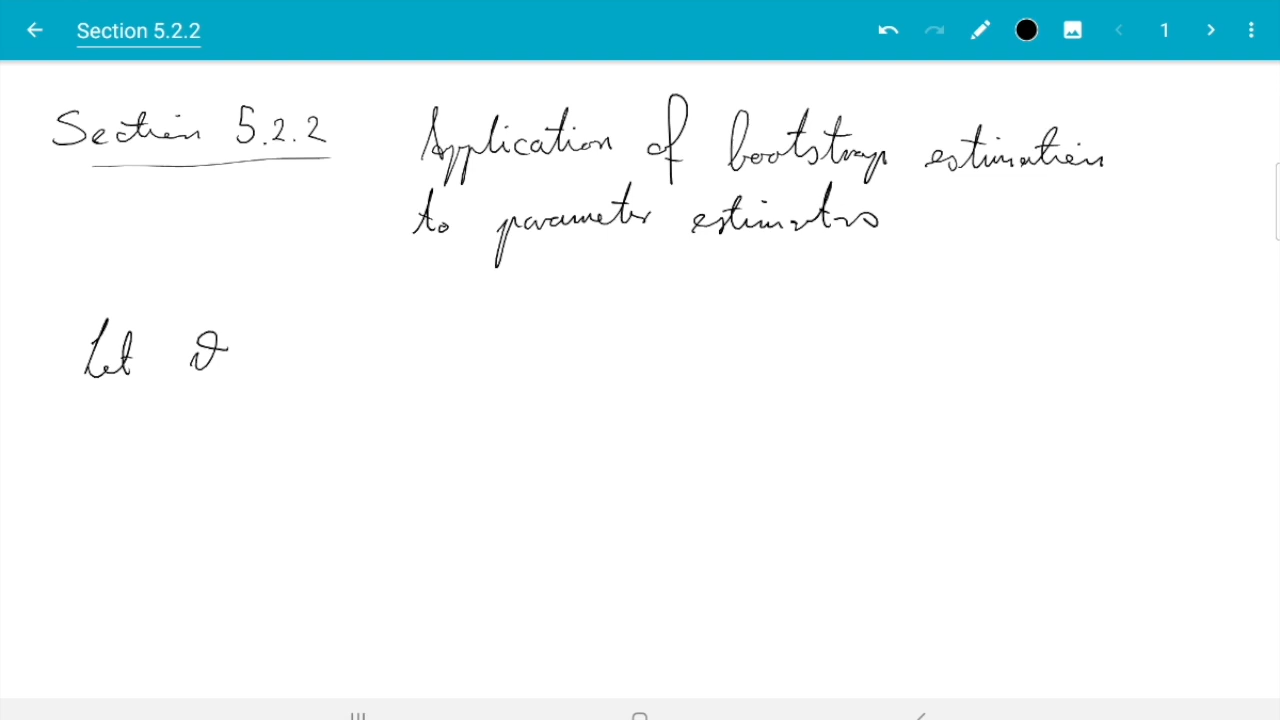 Section 5.2.2
1
Section 5.2.2 Application of bootstrap estimation
to parameter estimators
Let ϑ